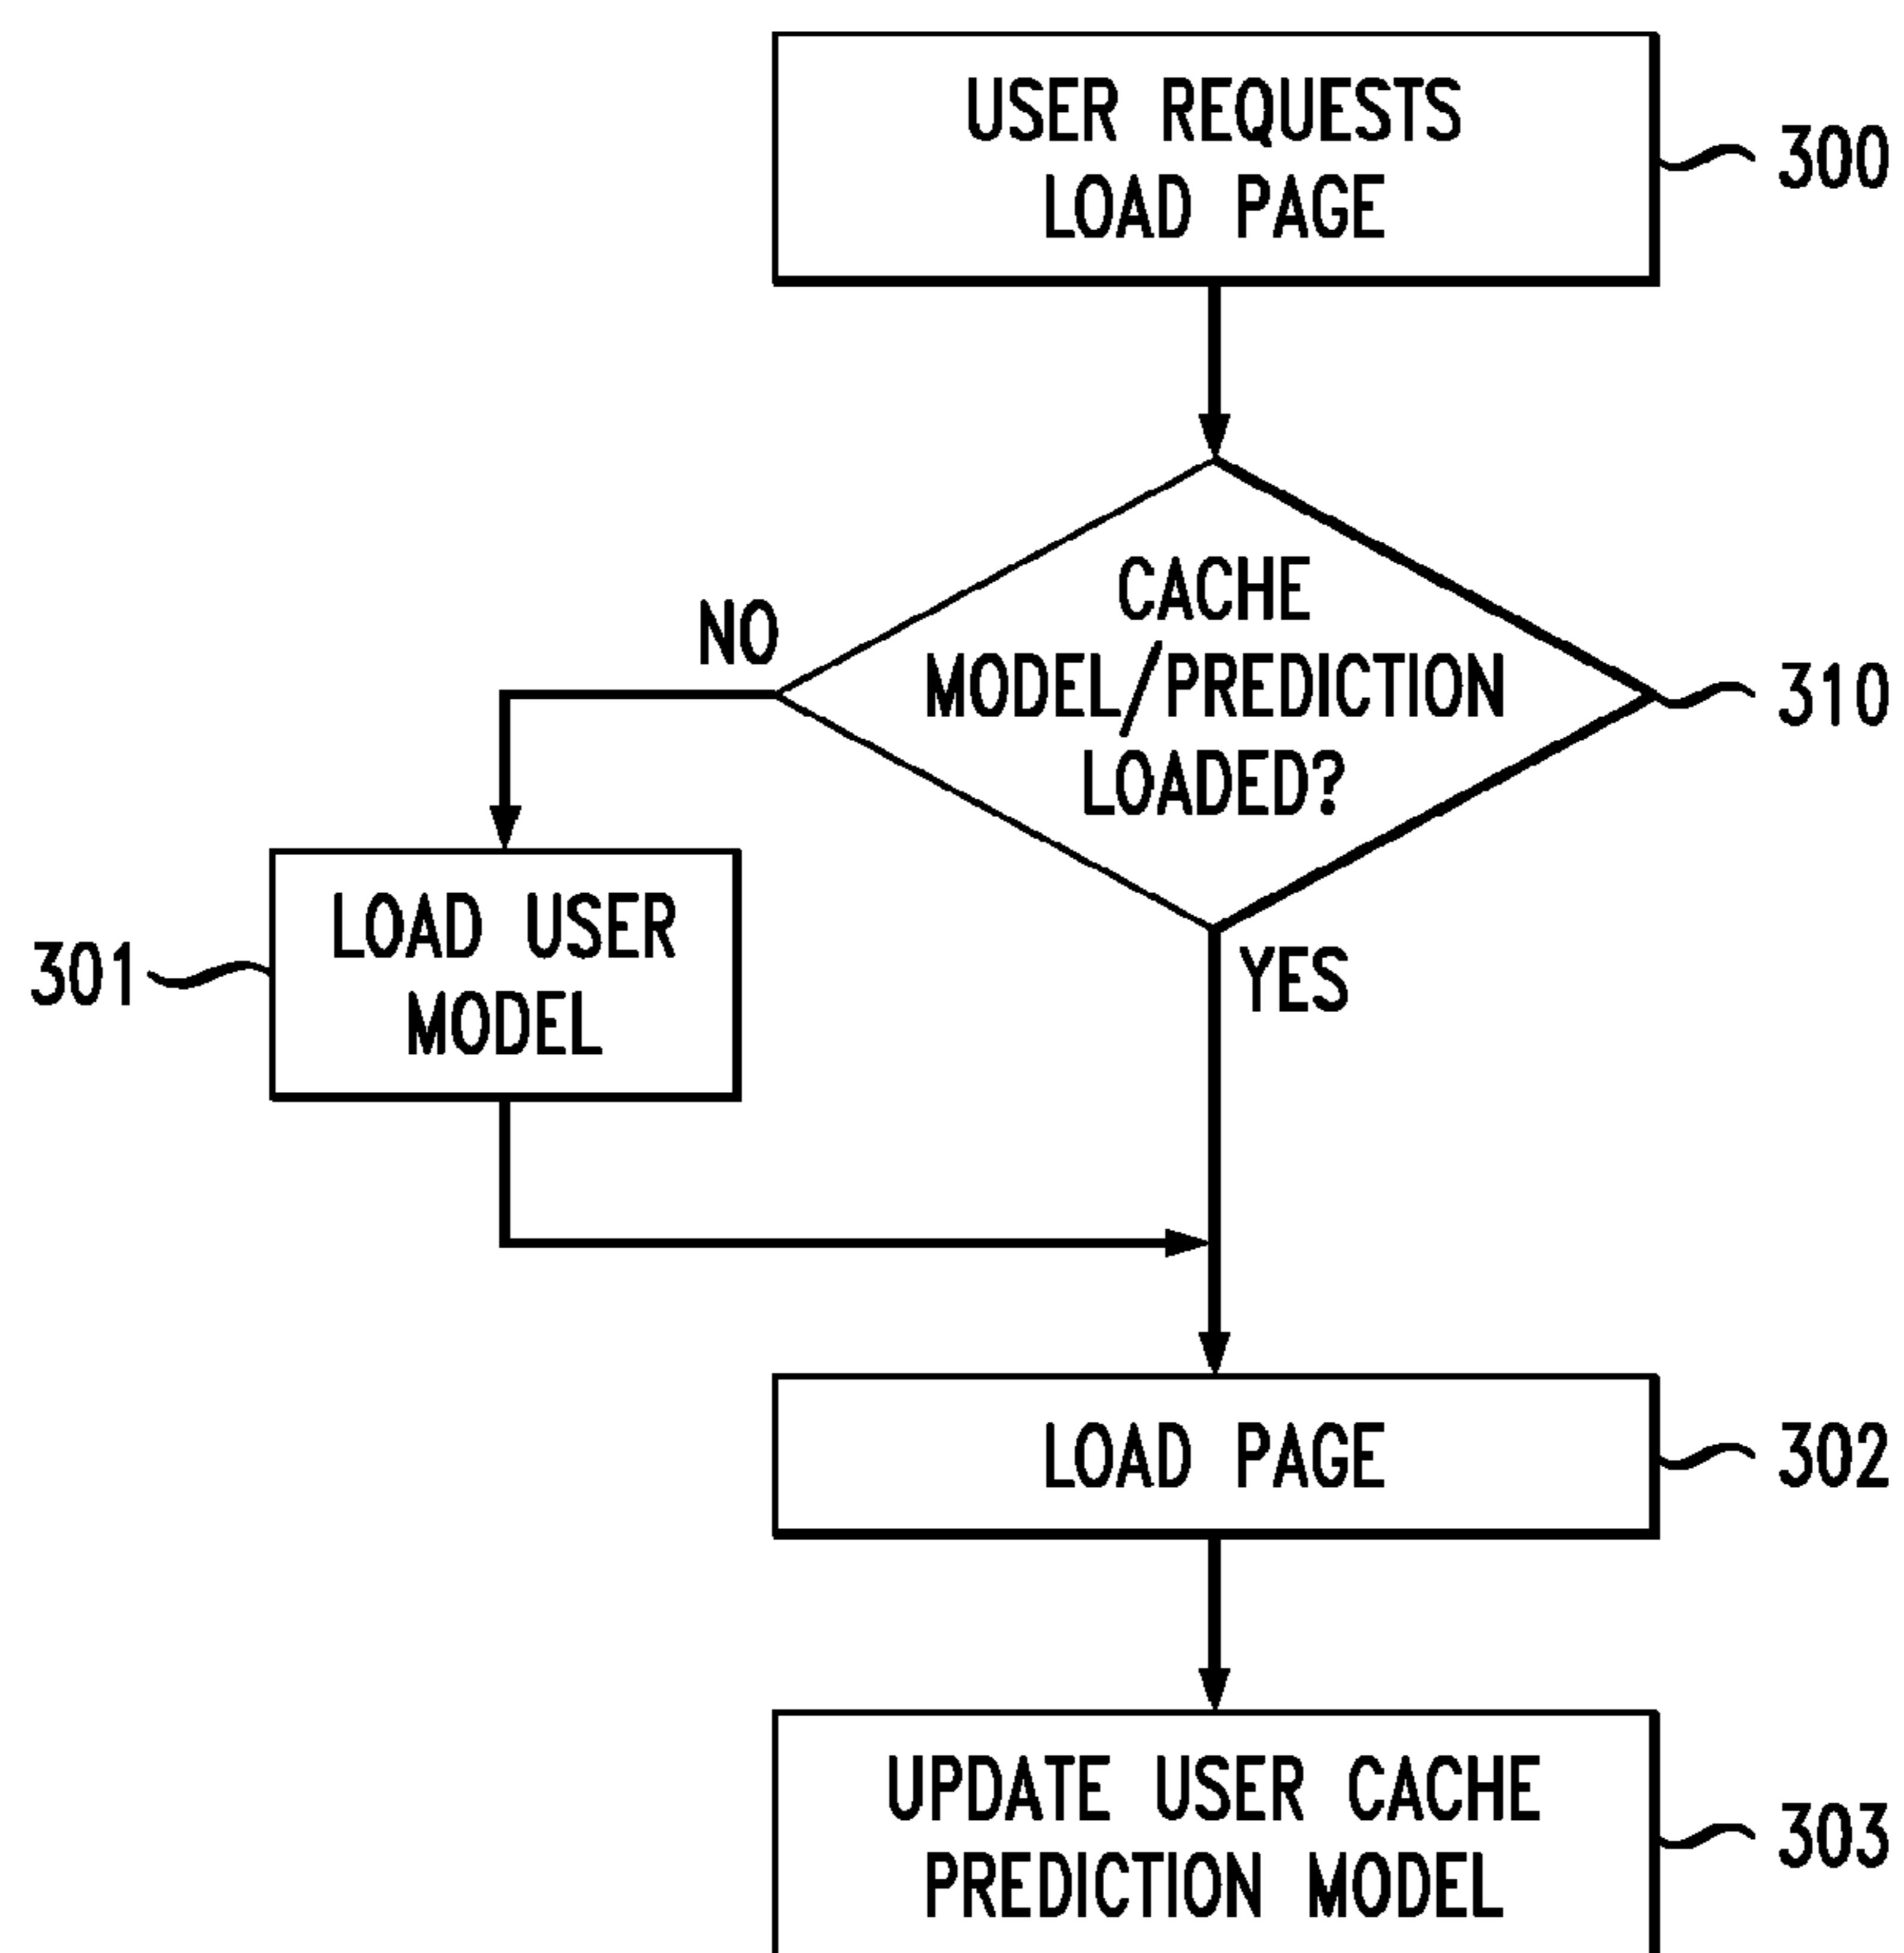 USER REQUESTS
LOAD PAGE
300
CACHE
MODEL/PREDICTION
LOADED?
310
NO
YES
LOAD USER
MODEL
301
LOAD PAGE
302
UPDATE USER CACHE
PREDICTION MODEL
303